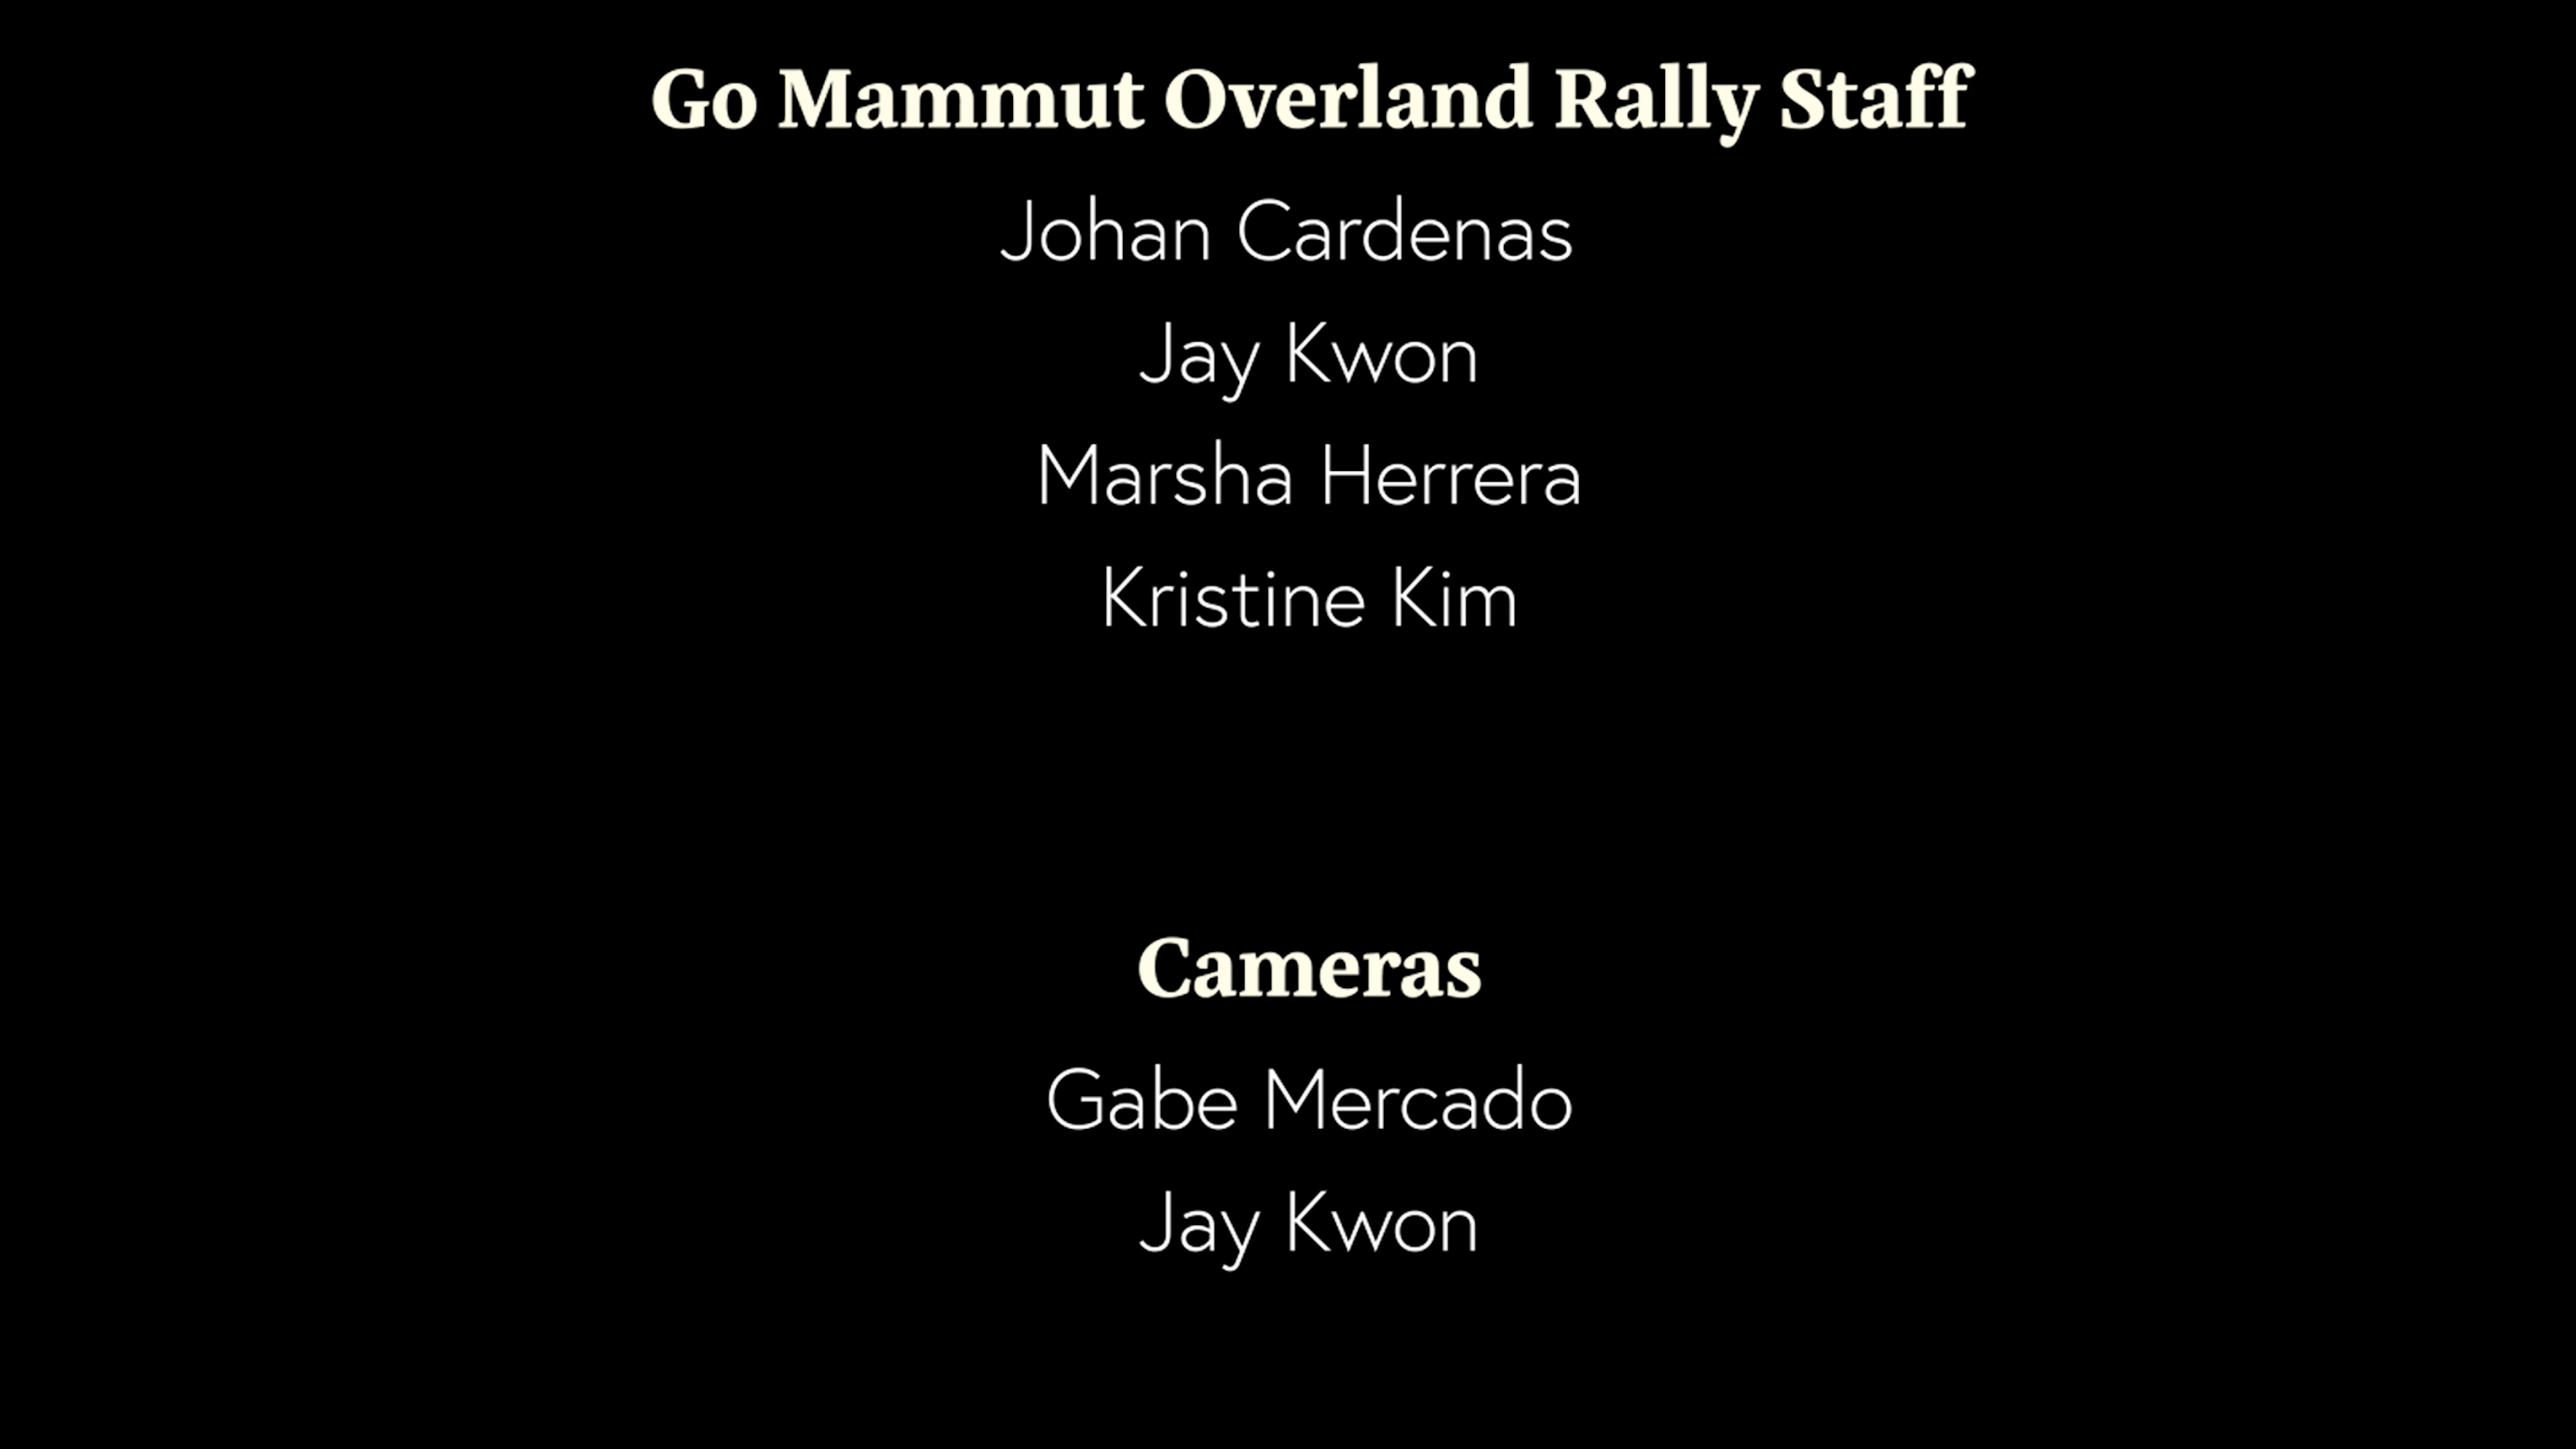 Go Mammut Overland Rally Staff
Johan Cardenas
Jay Kwon
Marsha Herrera
Kristine Kim
Cameras
Gabe Mercado
Jay Kwon